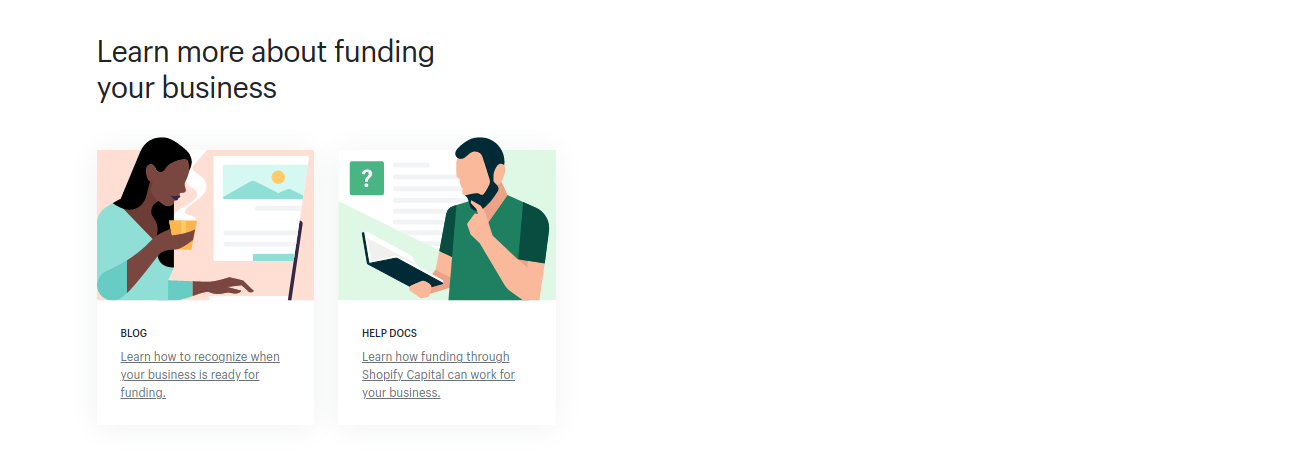 Learn more about funding
your business
?
BLOG
Learn how to recognize when
your business is ready for
funding.
HELP DOCS
Learn how funding through
Shopify Capital can work for
your business.